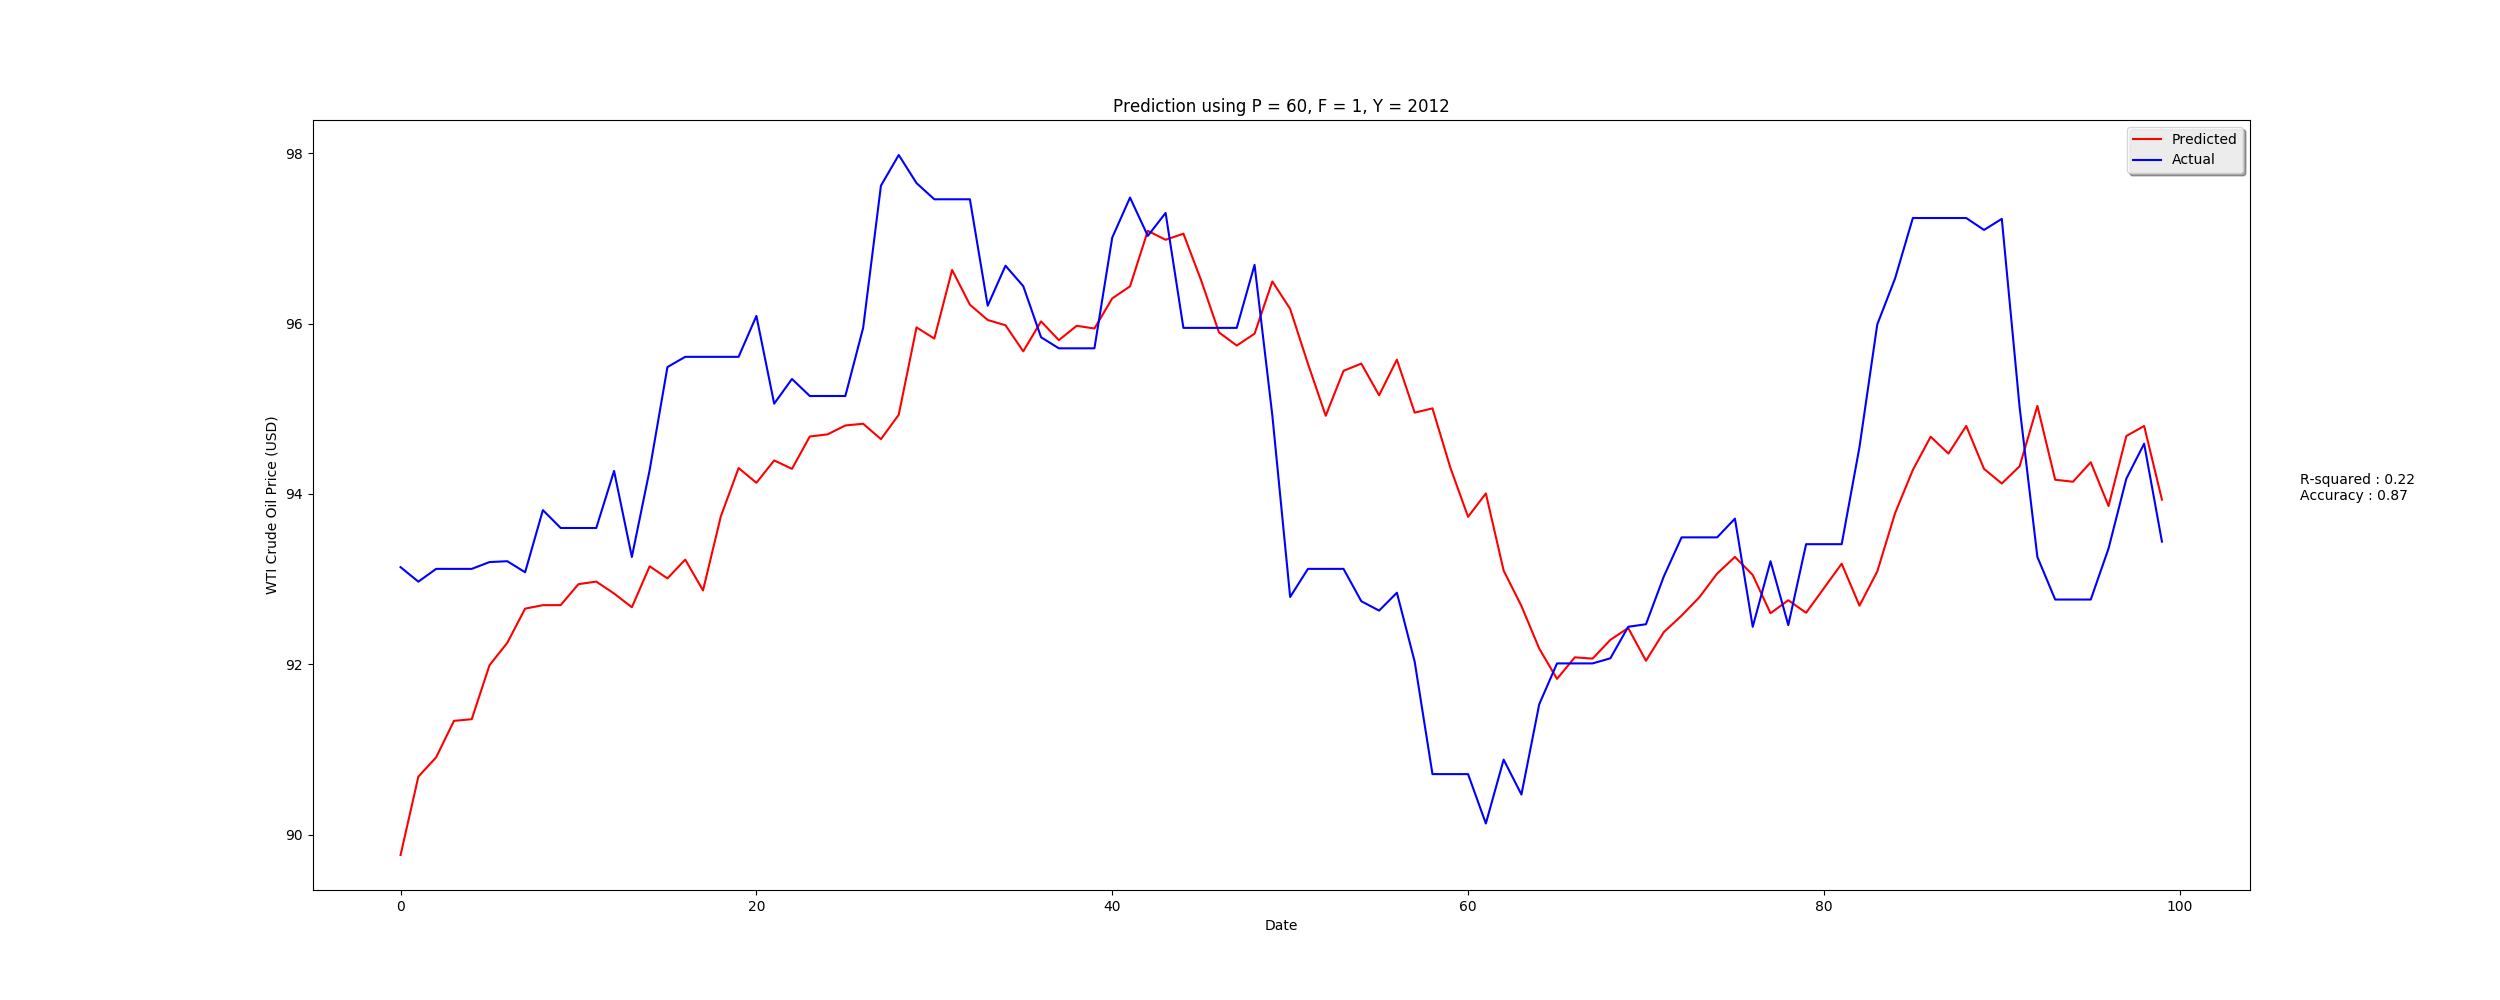 Prediction using P = 60, F = 1, Y = 2012
Predicted
Actual
98
96
94
92
90
WTI Crude Oil Price (USD)
0
20
40
60
80
100
Date
R-squared : 0.22
Accuracy : 0.87